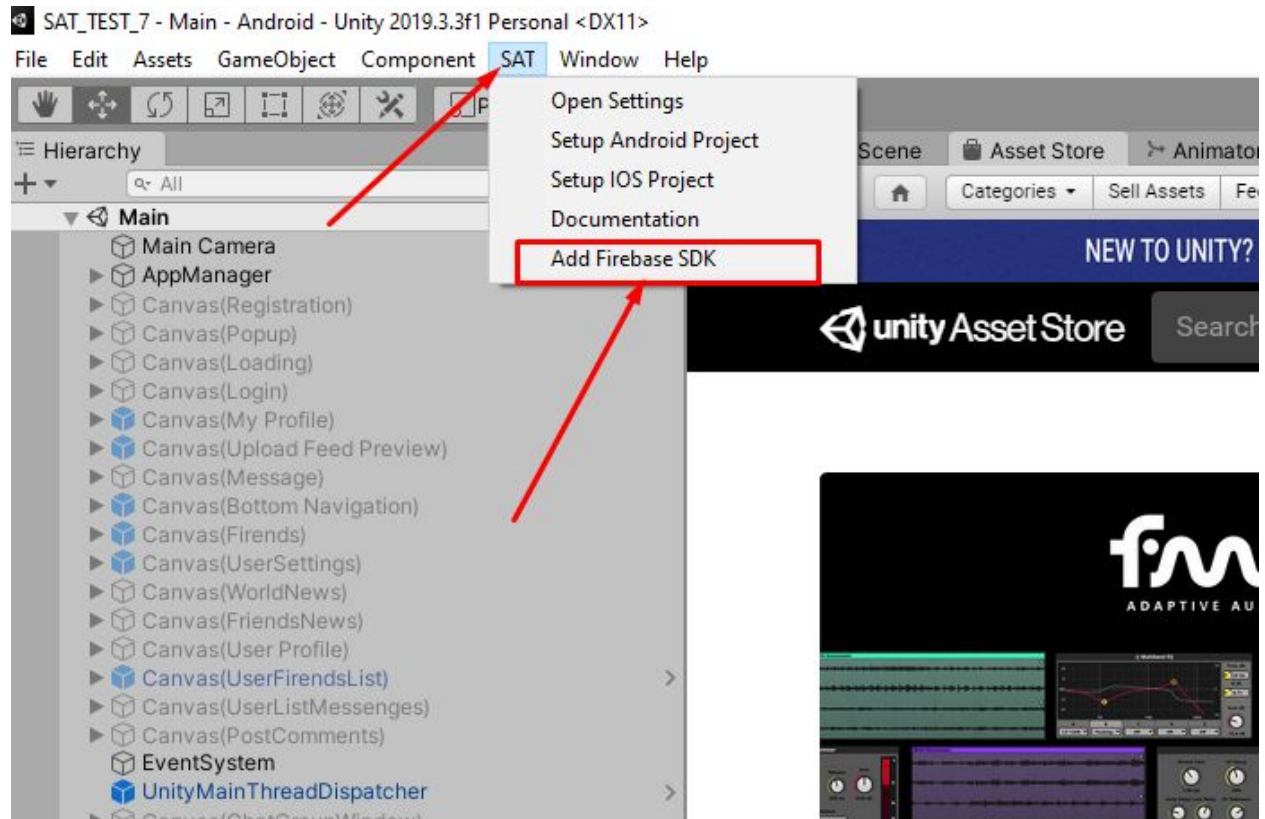 SAT_TEST_7 - Main - Android - Unity 2019.3.3f1 Personal <DX11>
File Edit Assets GameObject Component SAT Window Help
Open Settings
Setup Android Project
Setup IOS Project
Documentation
Add Firebase SDK
Hierarchy
Scene Asset Store Animator
All
Categories Sell Assets
Main
NEW TO UNITY?
Main Camera
AppManager
Canvas(Registration)
unity Asset Store Search
Canvas(Popup)
Canvas(Loading)
Canvas(Login)
Canvas(My Profile)
Canvas(Upload Feed Preview)
Canvas(Message)
Canvas(Bottom Navigation)
Canvas(Firends)
Canvas(UserSettings)
Canvas(WorldNews)
ADAPTIVE AU
Canvas(FriendsNews)
Canvas(User Profile)
Canvas(UserFirendsList)
Canvas(UserListMessenges)
Canvas(PostComments)
EventSystem
UnityMainThreadDispatcher